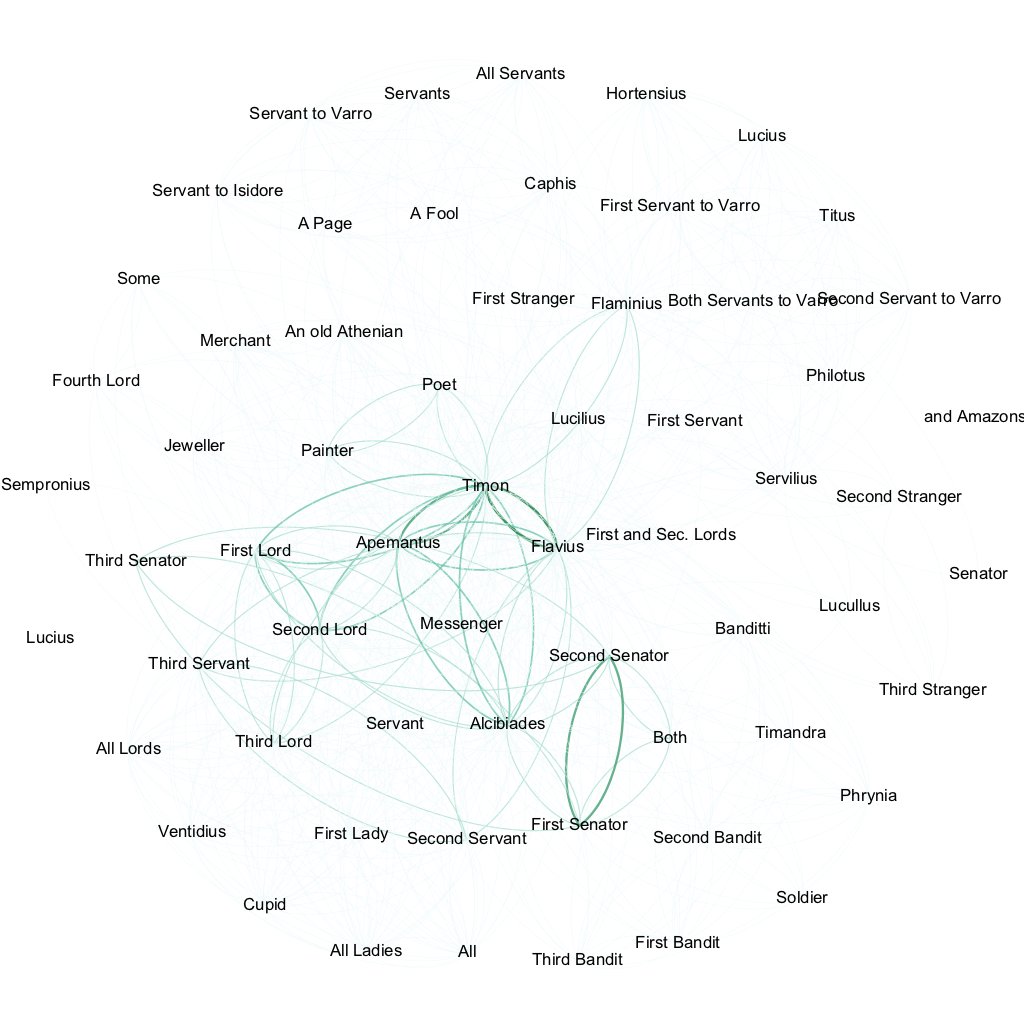 All Servants
Servants
Hortensius
Servant to Varro
Lucius
Caphis
Servant to Isidore
First Servant to Varro
A Fool
Titus
A Page
Some
First Stranger
Flaminius
Both Servants to Varro
Second Servant to Varro
An old Athenian
Merchant
Philotus
Fourth Lord
Poet
and Amazons
Lucilius
First Servant
Jeweller
Painter
Servilius
Sempronius
Timon
Second Stranger
First and Sec. Lords
Apemantus
Flavius
First Lord
Third Senator
Senator
Lucullus
Messenger
Second Lord
Banditti
Lucius
Second Senator
Third Servant
Third Stranger
Servant
Alcibiades
Timandra
Both
Third Lord
All Lords
Phrynia
First Senator
Ventidius
First Lady
Second Servant
Second Bandit
Soldier
Cupid
First Bandit
All Ladies
All
Third Bandit